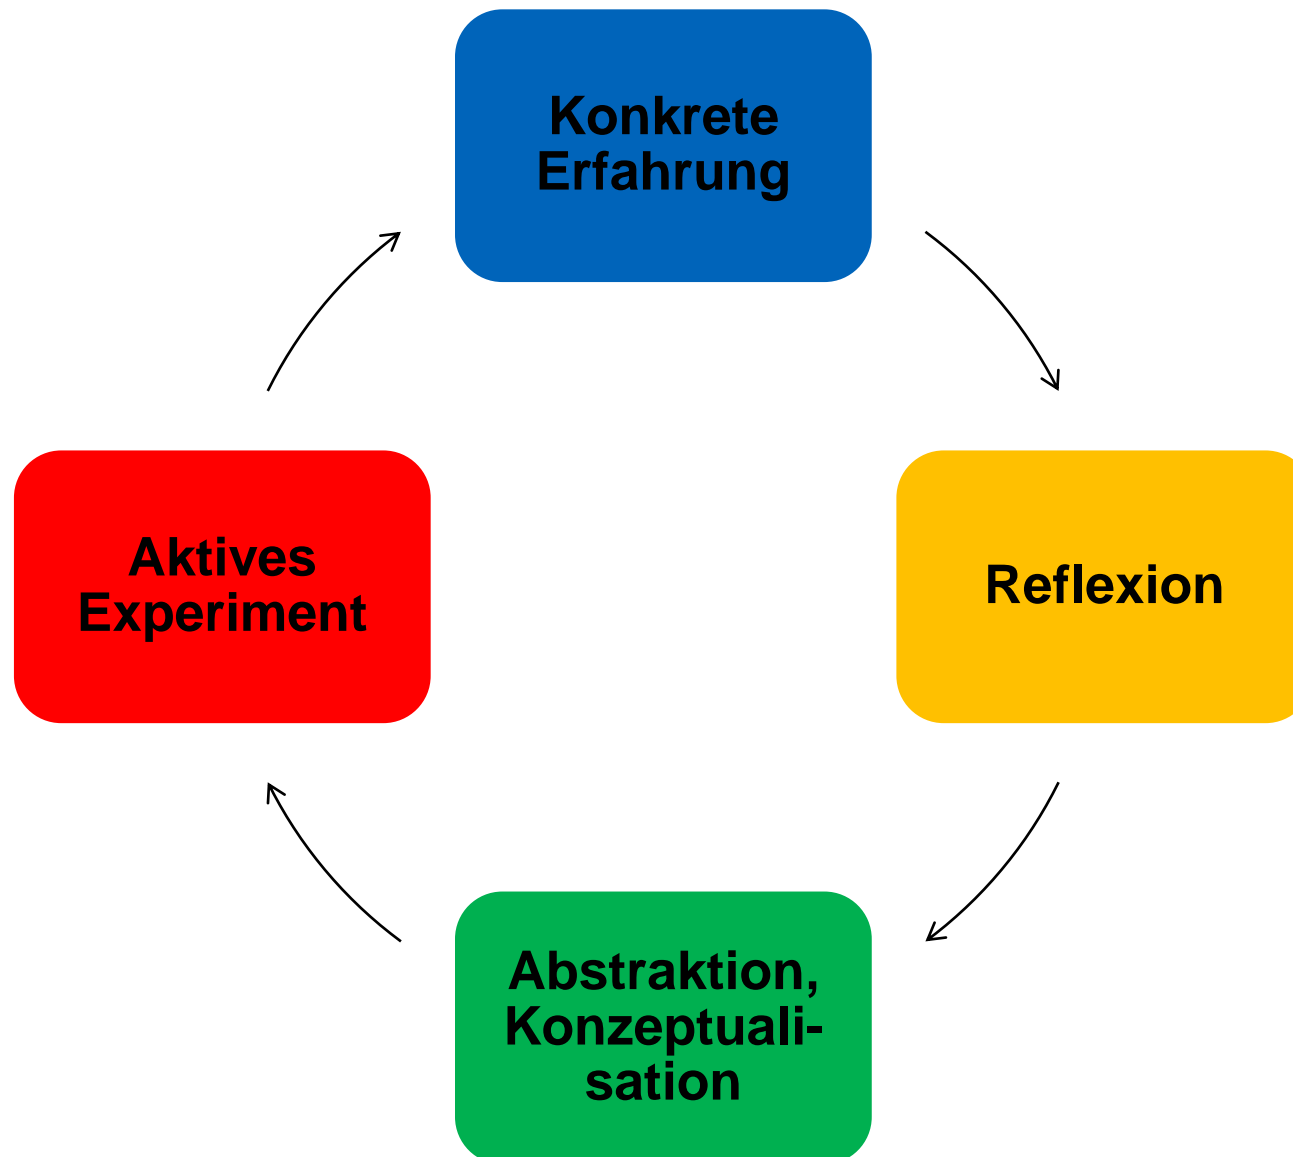 Konkrete
Erfahrung
Aktives
Experiment
Reflexion
Abstraktion,
Konzeptuali-
sation